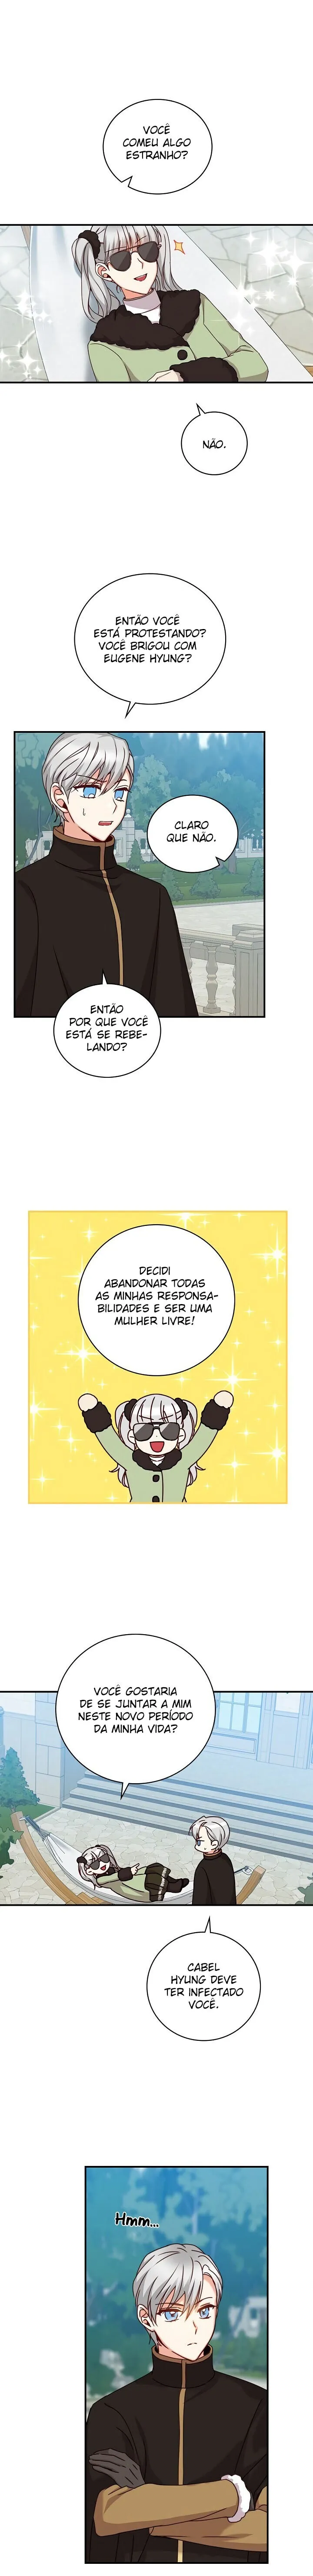 VOCÊ
COMEU ALGO
ESTRANHO?
NÃO.
ENTÃO VOCÊ
ESTÁ PROTESTANDO?
VOCÊ BRIGOU COM
EUGENE HYUNG?
CLARO
QUE NÃO.
ENTÃO
POR QUE VOCÊ
ESTÁ SE REBE-
LANDO?
DECIDI
ABANDONAR TODAS
AS MINHAS RESPONSA-
BILIDADES E SER UMA
MULHER LIVRE!
VOCÊ GOSTARIA
DE SE JUNTAR A MIM
NESTE NOVO PERÍODO
DA MINHA VIDA?
CABEL
HYUNG DEVE
TER INFECTADO
VOCÊ.
Hmm...